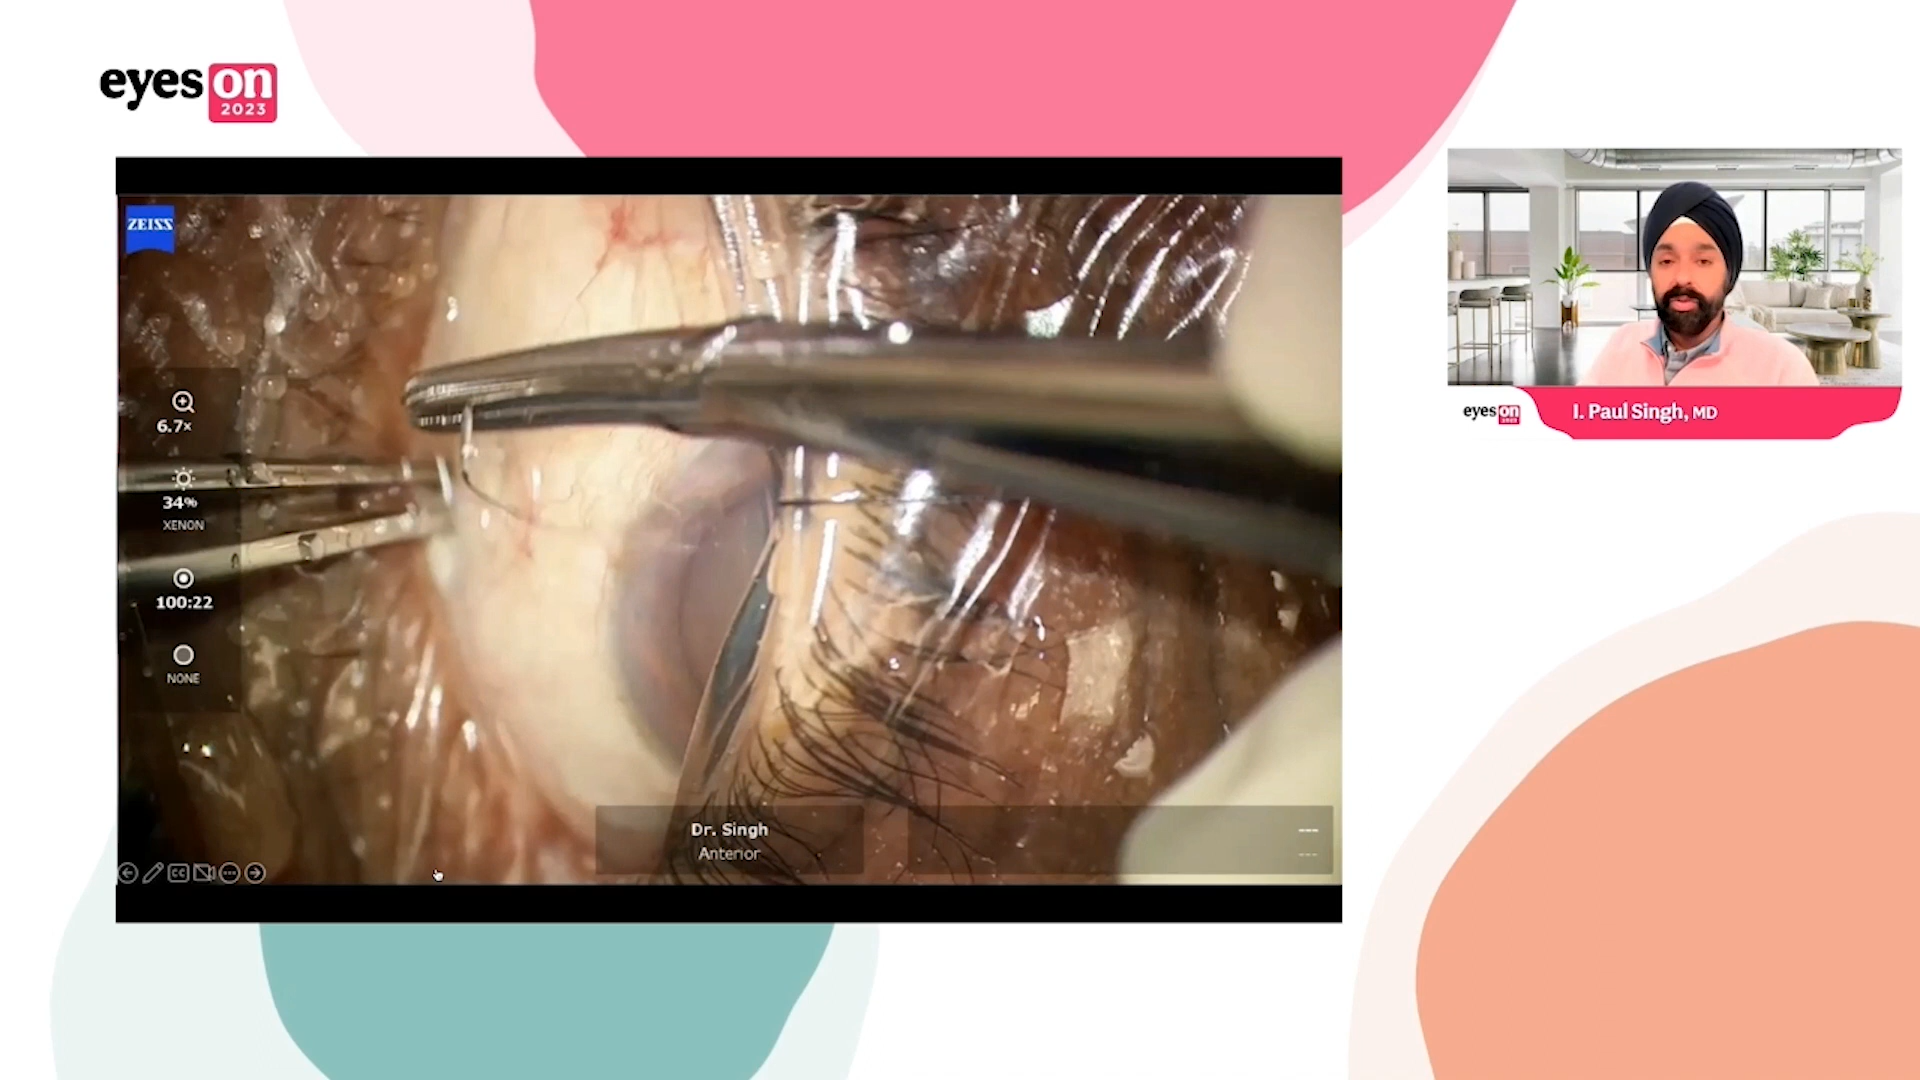 eyes on
2023
ZEISS
6.7×
34%
XENON
100:22
NONE
Dr. Singh
Anterior
---
---
CC
eyes on
I. Paul Singh, MD